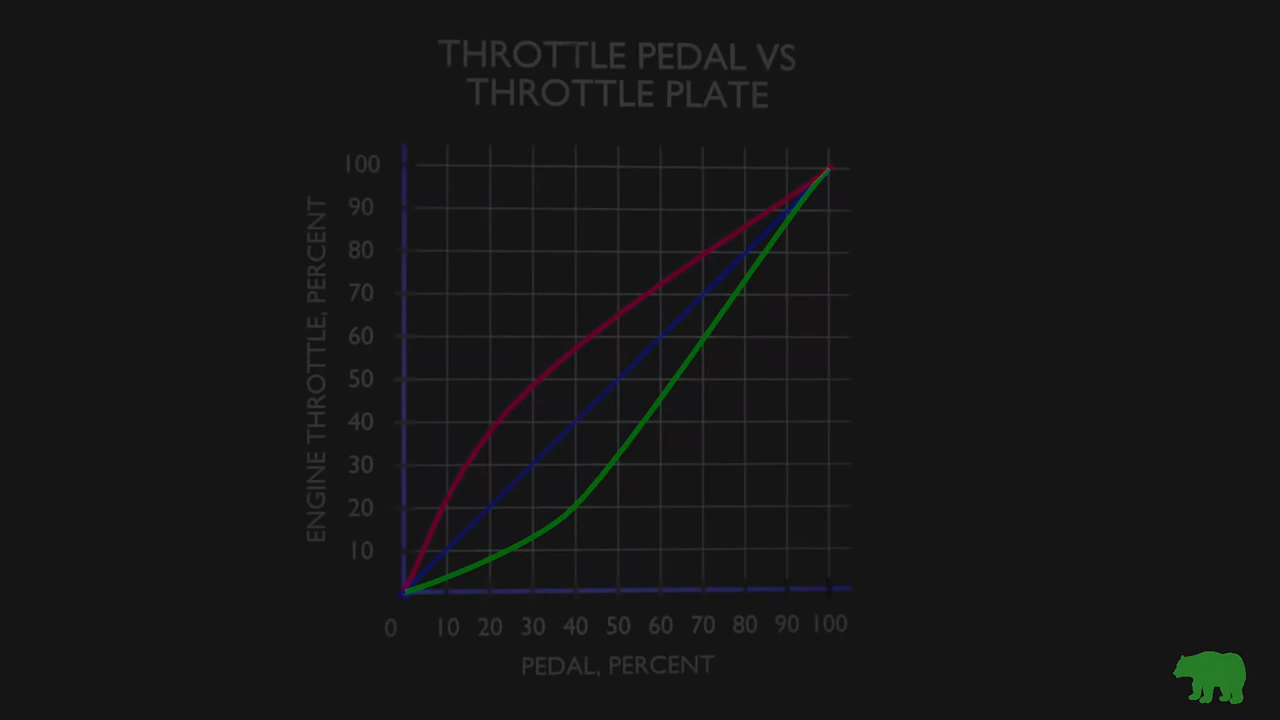 THROTTLE PEDAL VS
THROTTLE PLATE
ENGINE THROTTLE, PERCENT
100
90
80
70
60
50
40
30
20
10
0 10 20 30 40 50 60 70 80 90 100
PEDAL, PERCENT